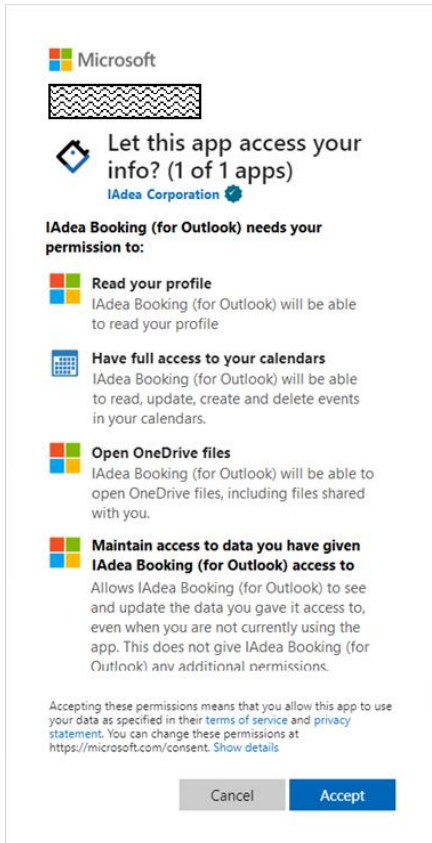 Microsoft
Let this app access your
info? (1 of 1 apps)
IAdea Corporation
IAdea Booking (for Outlook) needs your
permission to:
Read your profile
IAdea Booking (for Outlook) will be able
to read your profile
Have full access to your calendars
IAdea Booking (for Outlook) will be able
to read, update, create and delete events
in your calendars.
Open OneDrive files
IAdea Booking (for Outlook) will be able to
open OneDrive files, including files shared
with you.
Maintain access to data you have given
IAdea Booking (for Outlook) access to
Allows IAdea Booking (for Outlook) to see
and update the data you gave it access to,
even when you are not currently using the
app. This does not give IAdea Booking (for
Outlook) any additional permissions.
Accepting these permissions means that you allow this app to use
your data as specified in their terms of service and privacy
statement. You can change these permissions at
https://microsoft.com/consent. Show details
Cancel Accept